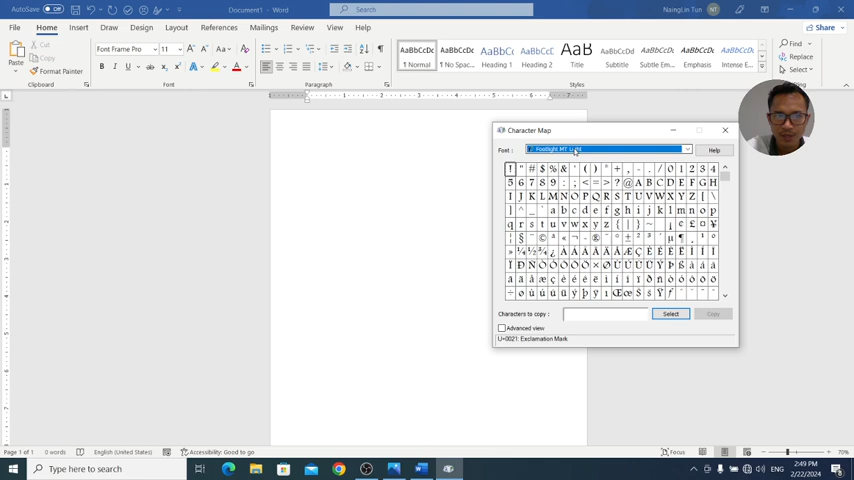 AutoSave Off Document1 - Word Search NaingLin Tun NT
File Home Insert Draw Design Layout References Mailings Review View Help Share
Paste Cut Copy Format Painter
Font Frame Pro 11
AaBbCcDc AaBbCcDc AaBbCc AaBbCcC AaB AaBbCcD AaBbCcDc AaBbCcDc AaBbCcDc
¶ Normal ¶ No Spac... Heading 1 Heading 2 Title Subtitle Subtle Em... Emphasis Intense E...
Find Replace Select
Clipboard Font Paragraph Styles
Character Map
Font : Footlight MT Light Help
! " # $ % & ' ( ) * + , - . / 0 1 2 3 4
5 6 7 8 9 : ; < = > ? @ A B C D E F G H
I J K L M N O P Q R S T U V W X Y Z [ \
] ^ _ ` a b c d e f g h i j k l m n o p
q r s t u v w x y z { | } ~
Characters to copy : Select Copy
Advanced view
U+0021: Exclamation Mark
Page 1 of 1 0 words English (United States) Accessibility: Good to go Focus 70%
Type here to search
2:49 PM
2/22/2024